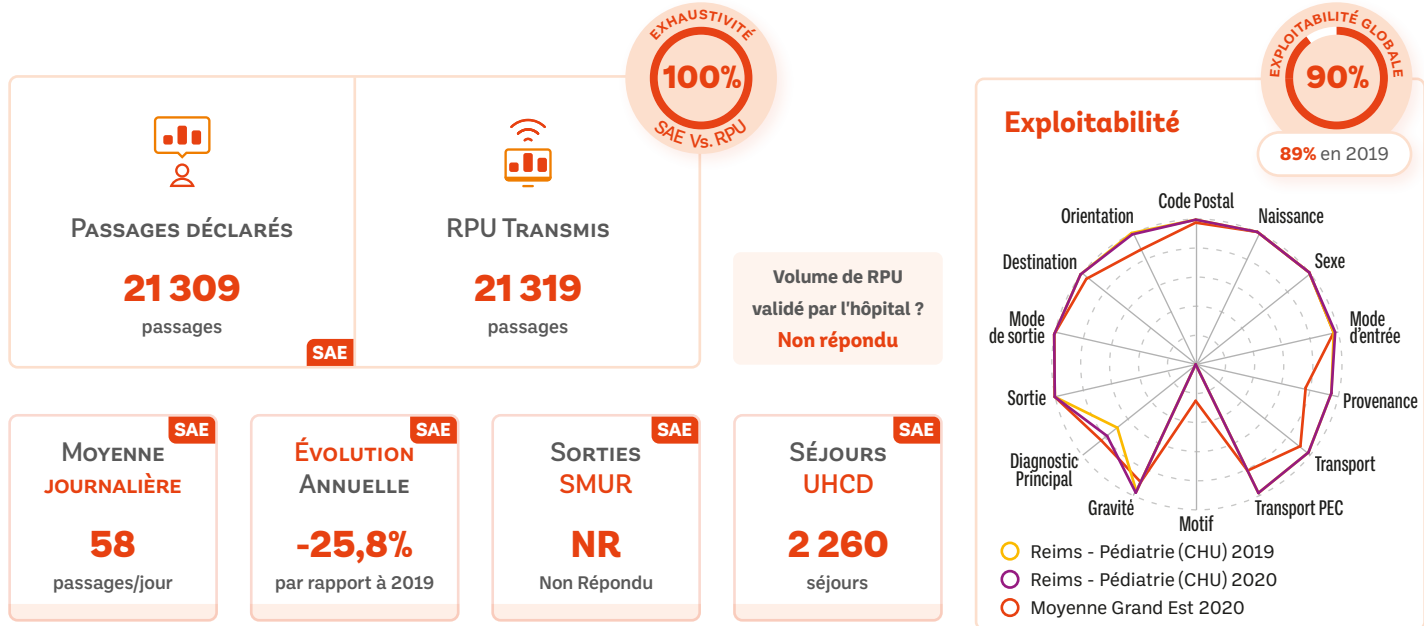 EXHAUSTIVITÉ
100%
SAE Vs. RPU
PASSAGES DÉCLARÉS
21 309
passages
SAE
RPU TRANSMIS
21 319
passages
Volume de RPU
validé par l'hôpital ?
Non répondu
SAE
MOYENNE
JOURNALIÈRE
58
passages/jour
SAE
ÉVOLUTION
ANNUELLE
-25,8%
par rapport à 2019
SAE
SORTIES
SMUR
NR
Non Répondu
SAE
SÉJOURS
UHCD
2 260
séjours
EXPLOITABILITÉ GLOBALE
90%
89% en 2019
Exploitabilité
Code Postal
Naissance
Sexe
Mode
d'entrée
Provenance
Transport
Transport PEC
Motif
Gravité
Diagnostic
Principal
Sortie
Mode
de sortie
Destination
Orientation
Reims - Pédiatrie (CHU) 2019
Reims - Pédiatrie (CHU) 2020
Moyenne Grand Est 2020